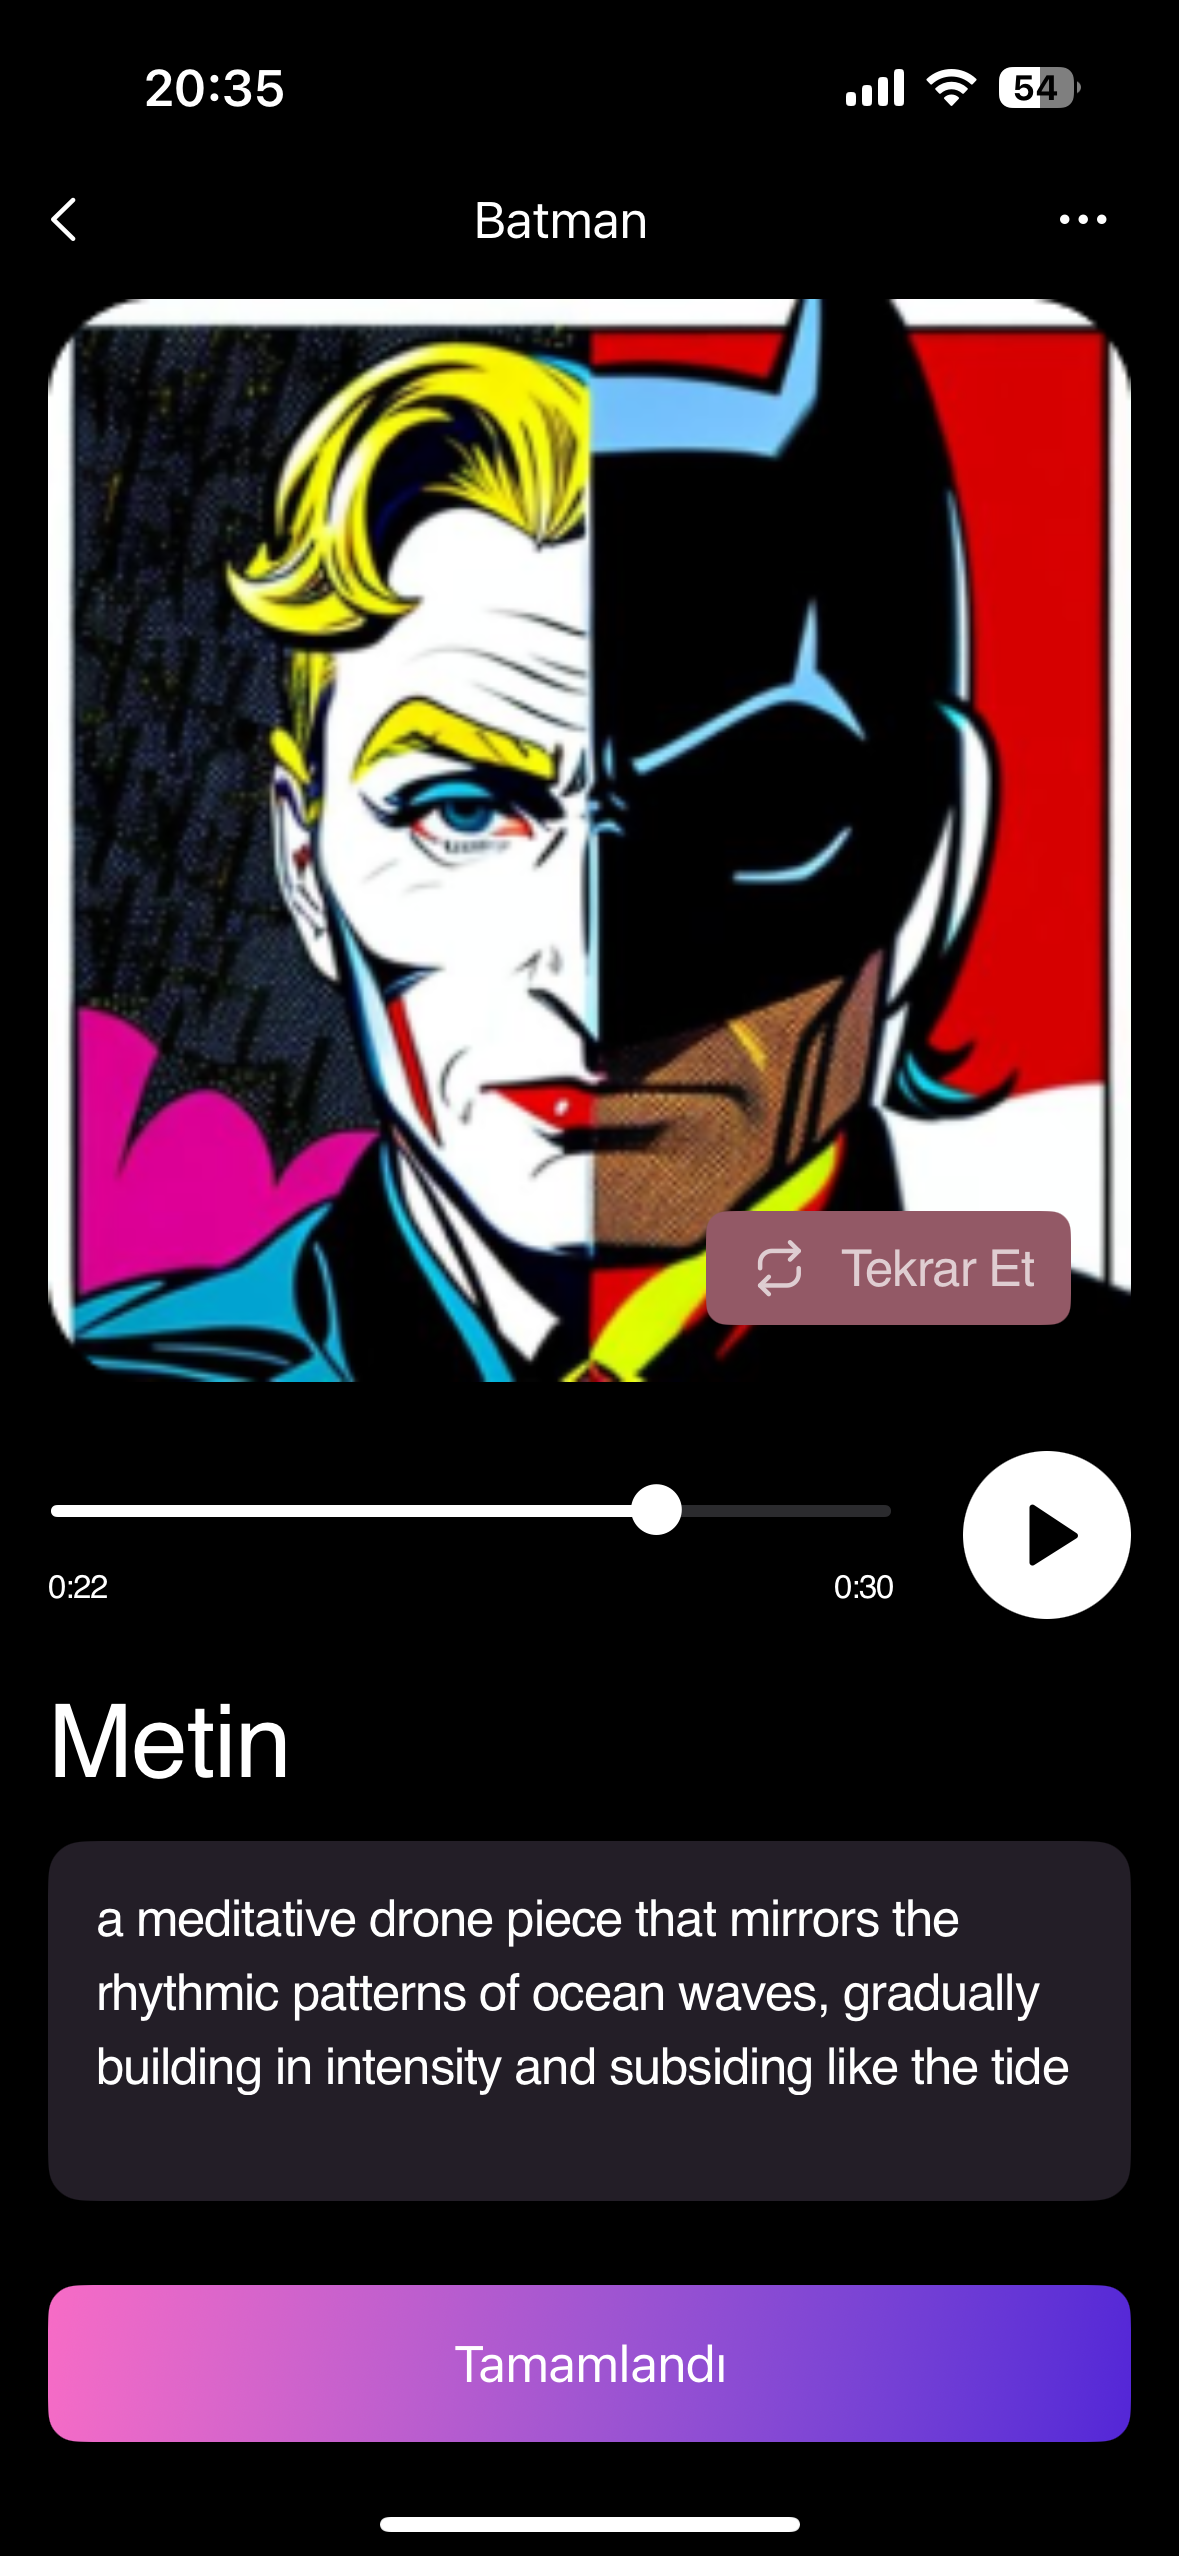 20:35
54
Batman
Tekrar Et
0:22
0:30
Metin
a meditative drone piece that mirrors the
rhythmic patterns of ocean waves, gradually
building in intensity and subsiding like the tide
Tamamlandı